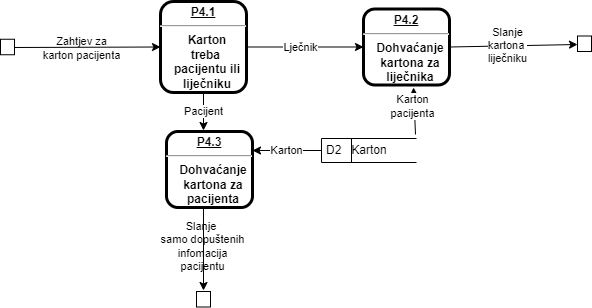 P4.1
Karton
treba
pacijentu ili
liječniku
Zahtjev za
karton pacijenta
Lječnik
P4.2
Dohvaćanje
kartona za
liječnika
Slanje
kartona
liječniku
Pacijent
Karton
pacijenta
P4.3
Dohvaćanje
kartona za
pacijenta
Karton
D2 Karton
Slanje
samo dopuštenih
infomacija
pacijentu